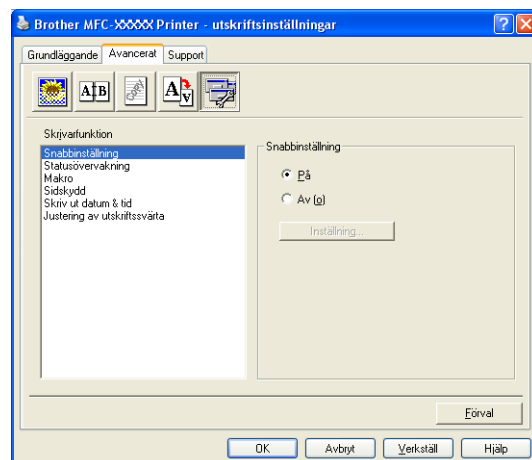 Brother MFC-XXXXX Printer - utskriftsinställningar
Grundläggande Avancerat Support
Skrivarfunktion
Snabbinställning
Statusövervakning
Makro
Sidskydd
Skriv ut datum & tid
Justering av utskriftssvärta
Snabbinställning
På
Av (o)
Inställning...
Förval
OK Avbryt Verkställ Hjälp